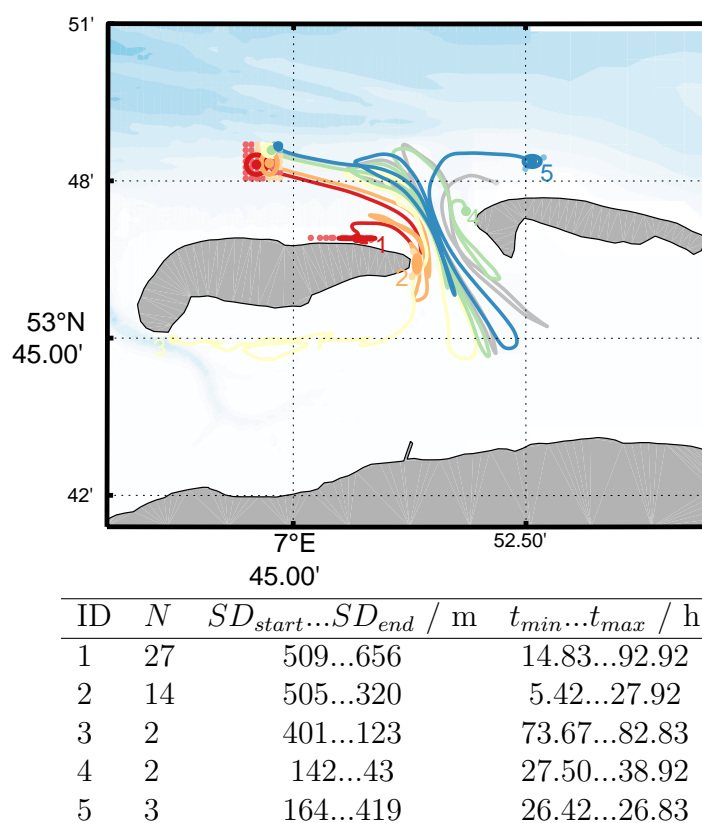 51'
48'
5
4
1
2
3
53°N
45.00'
42'
7°E
52.50'
45.00'
ID N SD_start...SD_end / m t_min...t_max / h
1 27 509...656 14.83...92.92
2 14 505...320 5.42...27.92
3 2 401...123 73.67...82.83
4 2 142...43 27.50...38.92
5 3 164...419 26.42...26.83